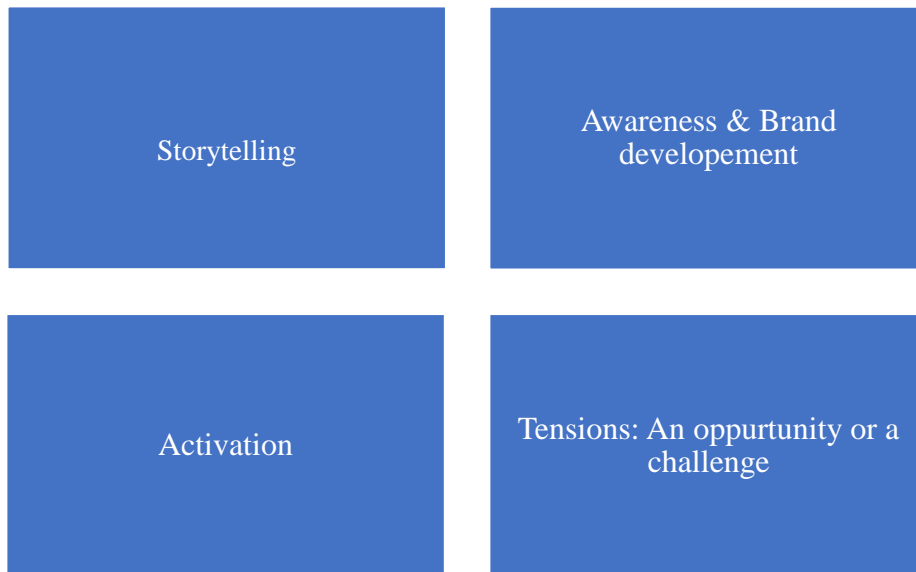 Storytelling
Awareness & Brand
developement
Activation
Tensions: An oppurtunity or a
challenge